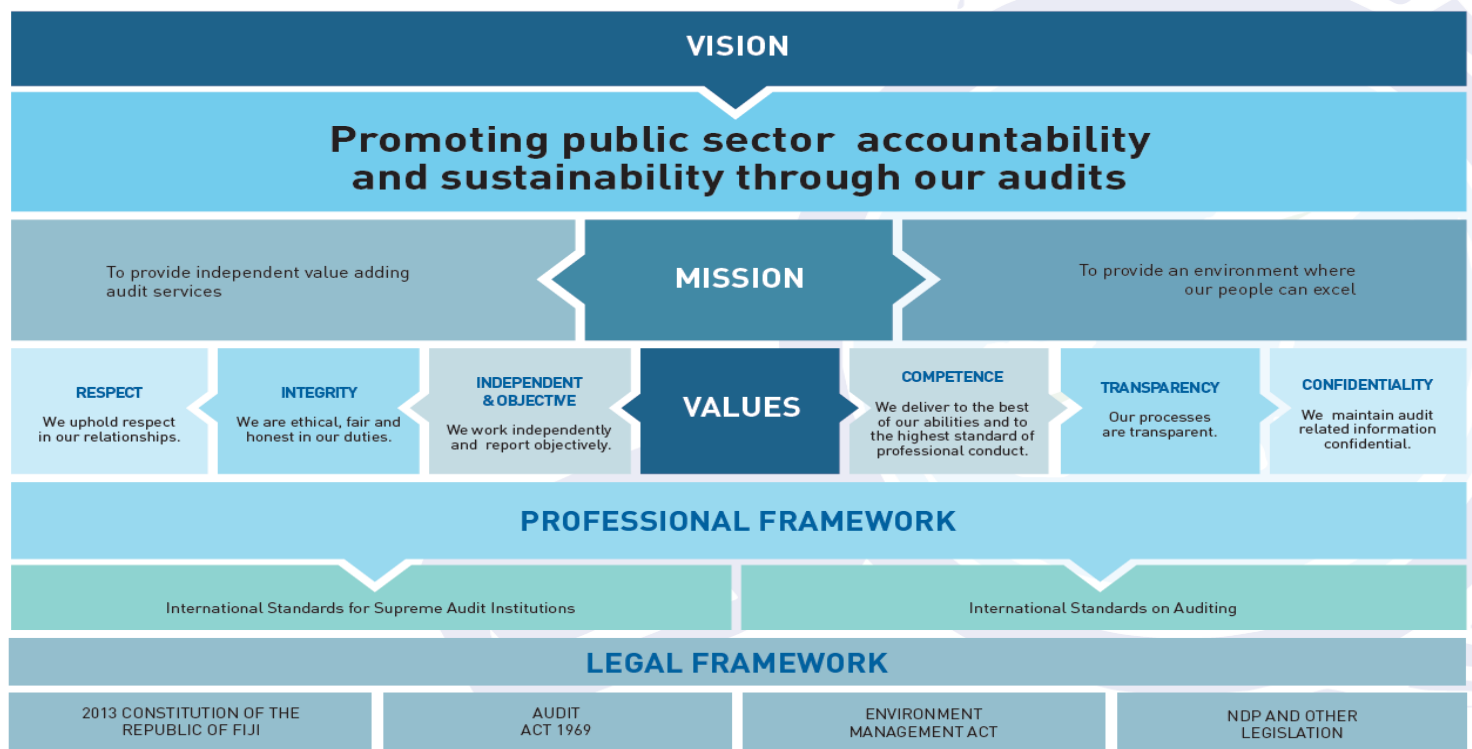 VISION
Promoting public sector accountability
and sustainability through our audits
To provide independent value adding
audit services
MISSION
To provide an environment where
our people can excel
RESPECT
We uphold respect
in our relationships.
INTEGRITY
We are ethical, fair and
honest in our duties.
INDEPENDENT
& OBJECTIVE
We work independently
and report objectively.
VALUES
COMPETENCE
We deliver to the best
of our abilities and to
the highest standard of
professional conduct.
TRANSPARENCY
Our processes
are transparent.
CONFIDENTIALITY
We maintain audit
related information
confidential.
PROFESSIONAL FRAMEWORK
International Standards for Supreme Audit Institutions
International Standards on Auditing
LEGAL FRAMEWORK
2013 CONSTITUTION OF THE
REPUBLIC OF FIJI
AUDIT
ACT 1969
ENVIRONMENT
MANAGEMENT ACT
NDP AND OTHER
LEGISLATION